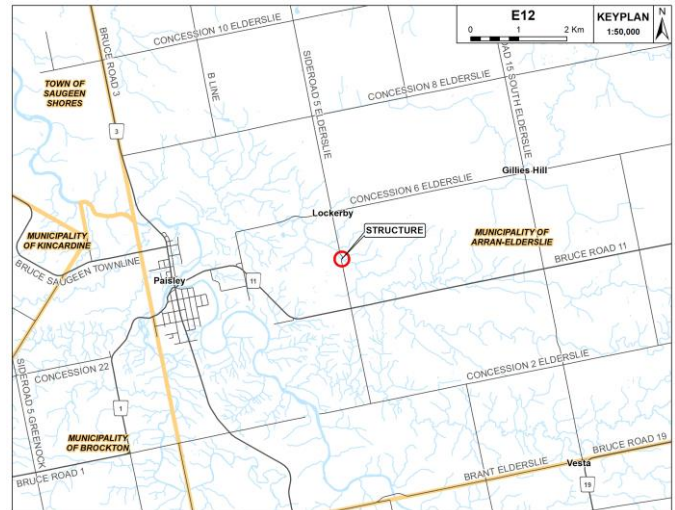 E12
0 1 2 Km
KEYPLAN
1:50,000
N
BRUCE ROAD 3
CONCESSION 10 ELDERSLIE
TOWN OF
SAUGEEN
SHORES
B LINE
SIDEROAD 5 ELDERSLIE
CONCESSION 8 ELDERSLIE
ROAD 15 SOUTH ELDERSLIE
3
Gillies Hill
CONCESSION 6 ELDERSLIE
Lockerby
STRUCTURE
MUNICIPALITY OF
ARRAN-ELDERSLIE
MUNICIPALITY
OF KINCARDINE
BRUCE ROAD 11
BRUCE SAUGEEN TOWNLINE
Paisley
11
SIDEROAD 5 GREENOCK
CONCESSION 22
CONCESSION 2 ELDERSLIE
1
MUNICIPALITY
OF BROCKTON
BRUCE ROAD 1
BRANT ELDERSLIE
Vesta
BRUCE ROAD 19
19